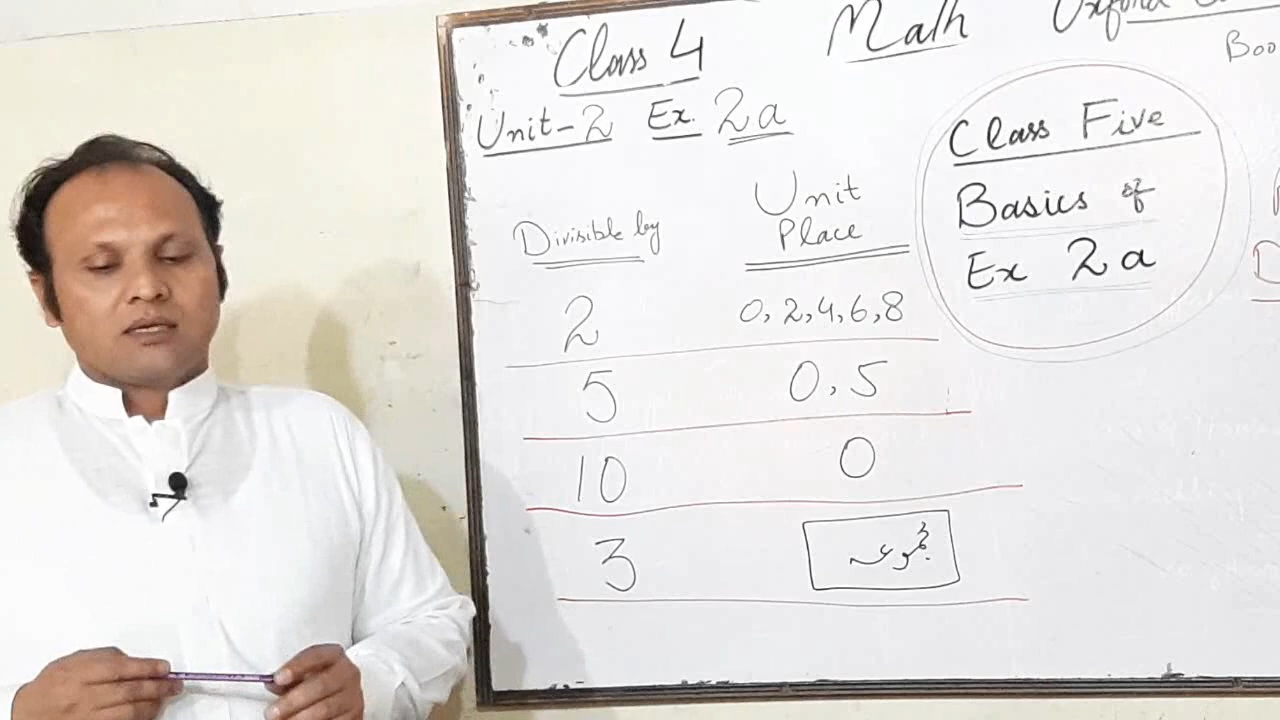 Class 4 Math Oxford
Unit-2 Ex. 2a
Class Five
Basics of
Ex 2a
Divisible by Unit Place
2 0, 2, 4, 6, 8
5 0, 5
10 0
3 مجموعہ